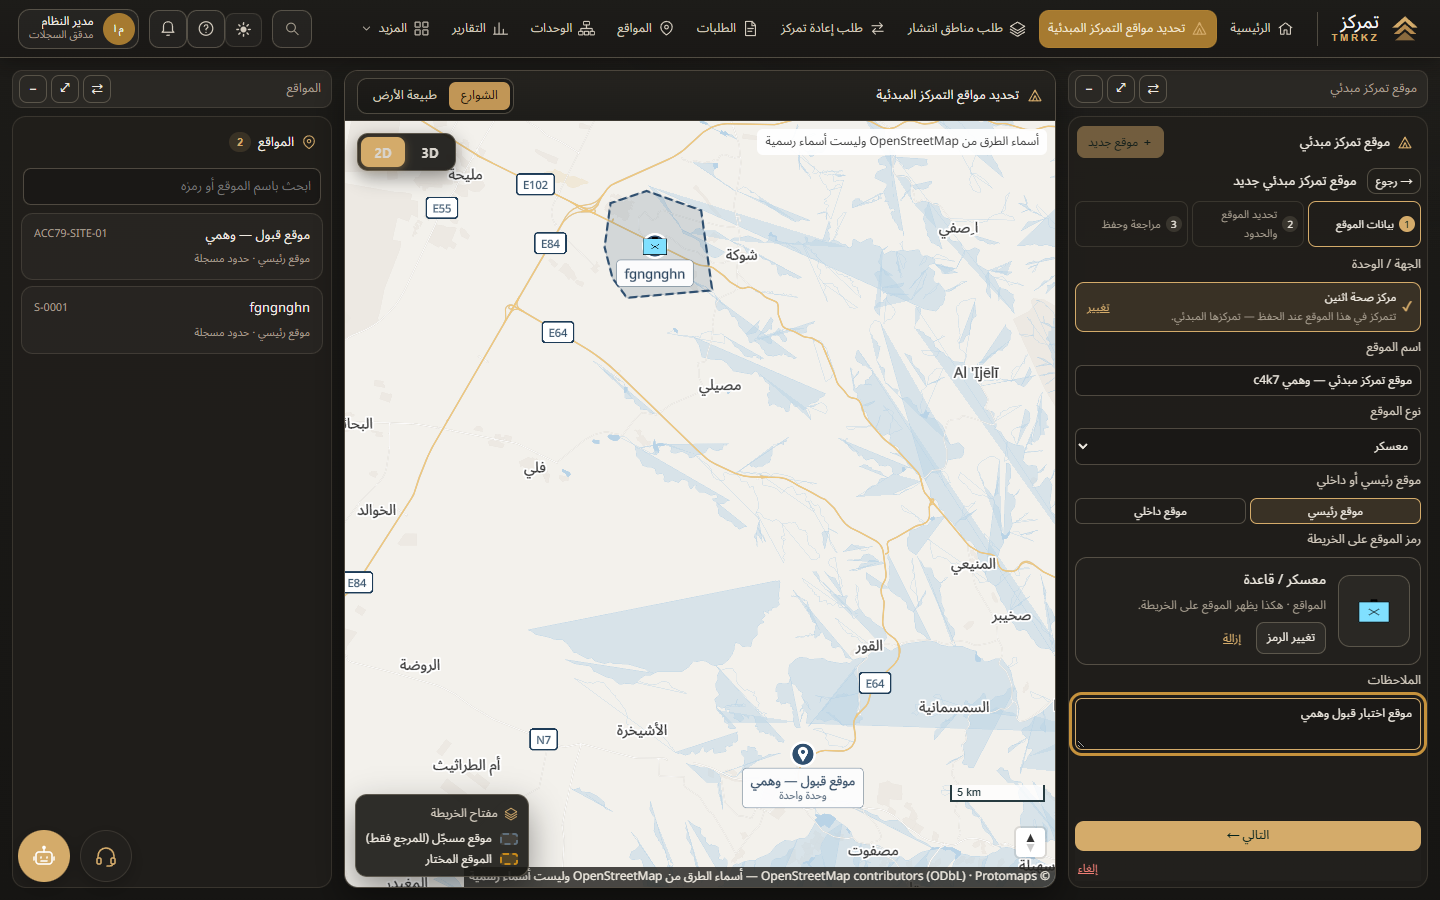 تمركز
TMRKZ
الرئيسية
تحديد مواقع التمركز المبدئية
طلب مناطق انتشار
طلب إعادة تمركز
الطلبات
المواقع
الوحدات
التقارير
المزيد
م ا
مدير النظام
مدقق السجلات
موقع تمركز مبدئي
موقع تمركز مبدئي
+ موقع جديد
→ رجوع
موقع تمركز مبدئي جديد
1 بيانات الموقع
2 تحديد الموقع والحدود
3 مراجعة وحفظ
الجهة / الوحدة
✓ مركز صحة اثنين
تتمركز في هذا الموقع عند الحفظ — تمركزها المبدئي.
تغيير
اسم الموقع
موقع تمركز مبدئي — وهمي c4k7
نوع الموقع
معسكر
موقع رئيسي أو داخلي
موقع رئيسي
موقع داخلي
رمز الموقع على الخريطة
معسكر / قاعدة
المواقع · هكذا يظهر الموقع على الخريطة.
تغيير الرمز
إزالة
الملاحظات
موقع اختبار قبول وهمي
التالي ←
إلغاء
تحديد مواقع التمركز المبدئية
الشوارع
طبيعة الأرض
أسماء الطرق من OpenStreetMap وليست أسماء رسمية
2D
3D
مليحة
E102
E55
E84
fgngnghn
شوكة
اصفي
E64
Al 'Ijēlī
مصيلي
فلي
الخوالد
E84
المنيعي
صخيبر
القور
الروضة
E64
السمسمانية
الأشيخرة
N7
أم الطرائيث
موقع قبول — وهمي
وحدة واحدة
5 km
مصفوت
مفتاح الخريطة
موقع مسجّل (للمرجع فقط)
الموقع المختار
أسماء الطرق من OpenStreetMap وليست أسماء رسمية — OpenStreetMap contributors (ODbL) · Protomaps ©
المواقع
المواقع 2
ابحث باسم الموقع أو رمزه
موقع قبول — وهمي
ACC79-SITE-01
موقع رئيسي · حدود مسجلة
fgngnghn
S-0001
موقع رئيسي · حدود مسجلة